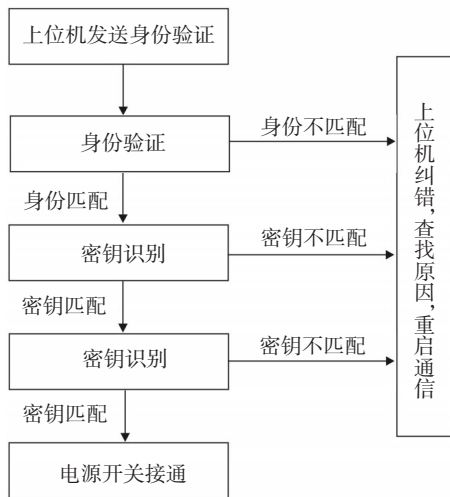 上位机发送身份验证
身份验证
身份不匹配
身份匹配
密钥识别
密钥不匹配
密钥匹配
密钥识别
密钥不匹配
密钥匹配
电源开关接通
上位机纠错，查找原因，重启通信